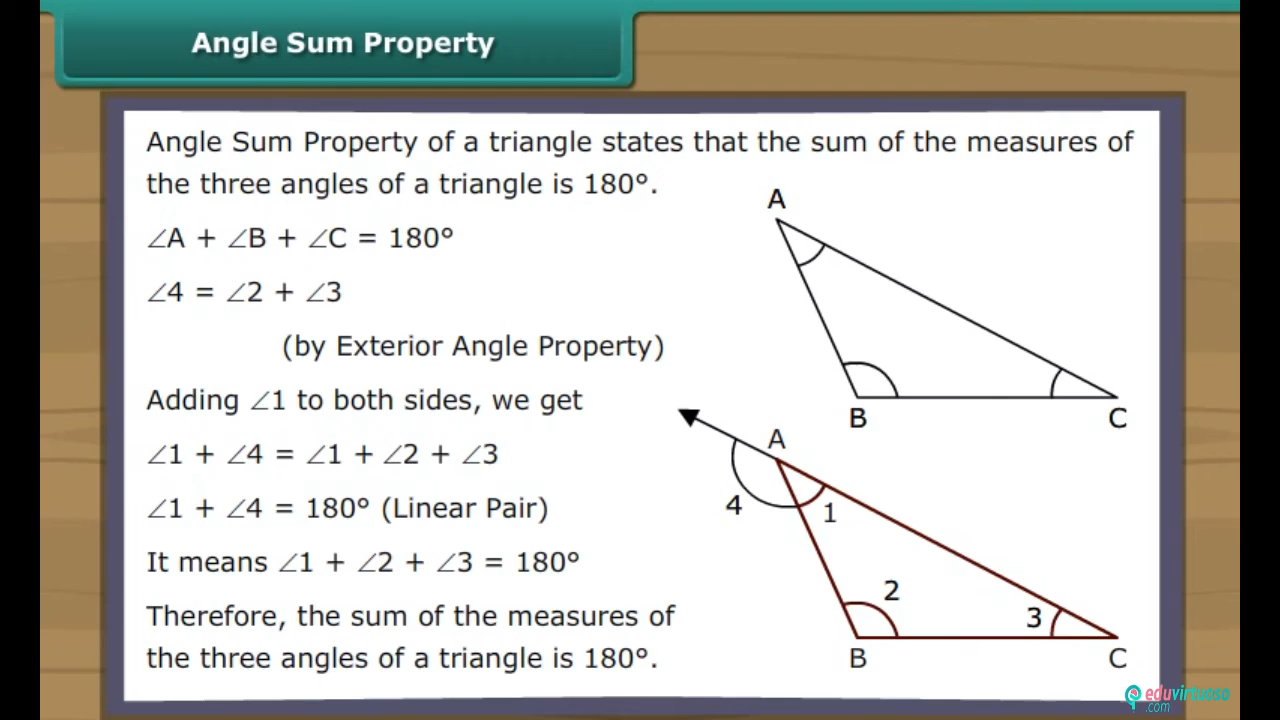 Angle Sum Property
Angle Sum Property of a triangle states that the sum of the measures of
the three angles of a triangle is 180°.
∠A + ∠B + ∠C = 180°
∠4 = ∠2 + ∠3
(by Exterior Angle Property)
Adding ∠1 to both sides, we get
∠1 + ∠4 = ∠1 + ∠2 + ∠3
∠1 + ∠4 = 180° (Linear Pair)
It means ∠1 + ∠2 + ∠3 = 180°
Therefore, the sum of the measures of
the three angles of a triangle is 180°.
A
B C
A
4 1
2
3
B C
eduvirtuoso
.com